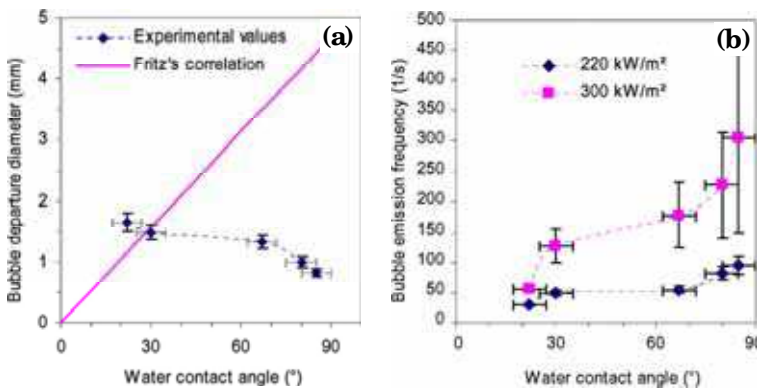 (a)
Experimental values
Fritz's correlation
Bubble departure diameter (mm)
5
4
3
2
1
0
0
30
60
90
Water contact angle (°)
(b)
220 kW/m²
300 kW/m²
Bubble emission frequency (1/s)
500
450
400
350
300
250
200
150
100
50
0
0
30
60
90
Water contact angle (°)